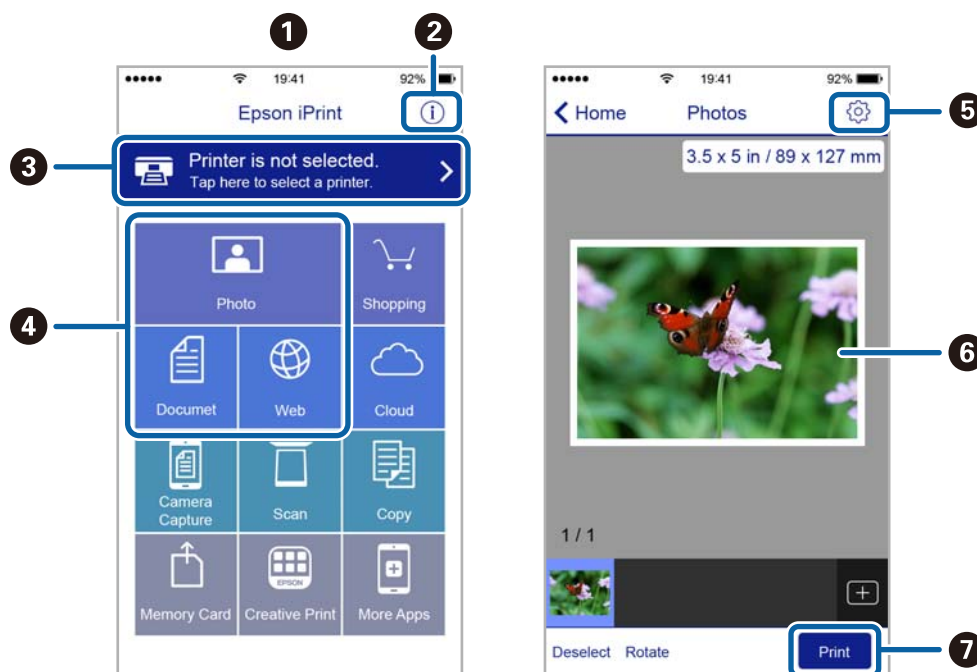 1
2
19:41
92%
Epson iPrint
3
Printer is not selected.
Tap here to select a printer.
4
Photo
Shopping
Documet
Web
Cloud
Camera
Capture
Scan
Copy
EPSON
Memory Card
Creative Print
More Apps
19:41
92%
Home
Photos
5
3.5 x 5 in / 89 x 127 mm
6
1 / 1
Deselect
Rotate
Print
7